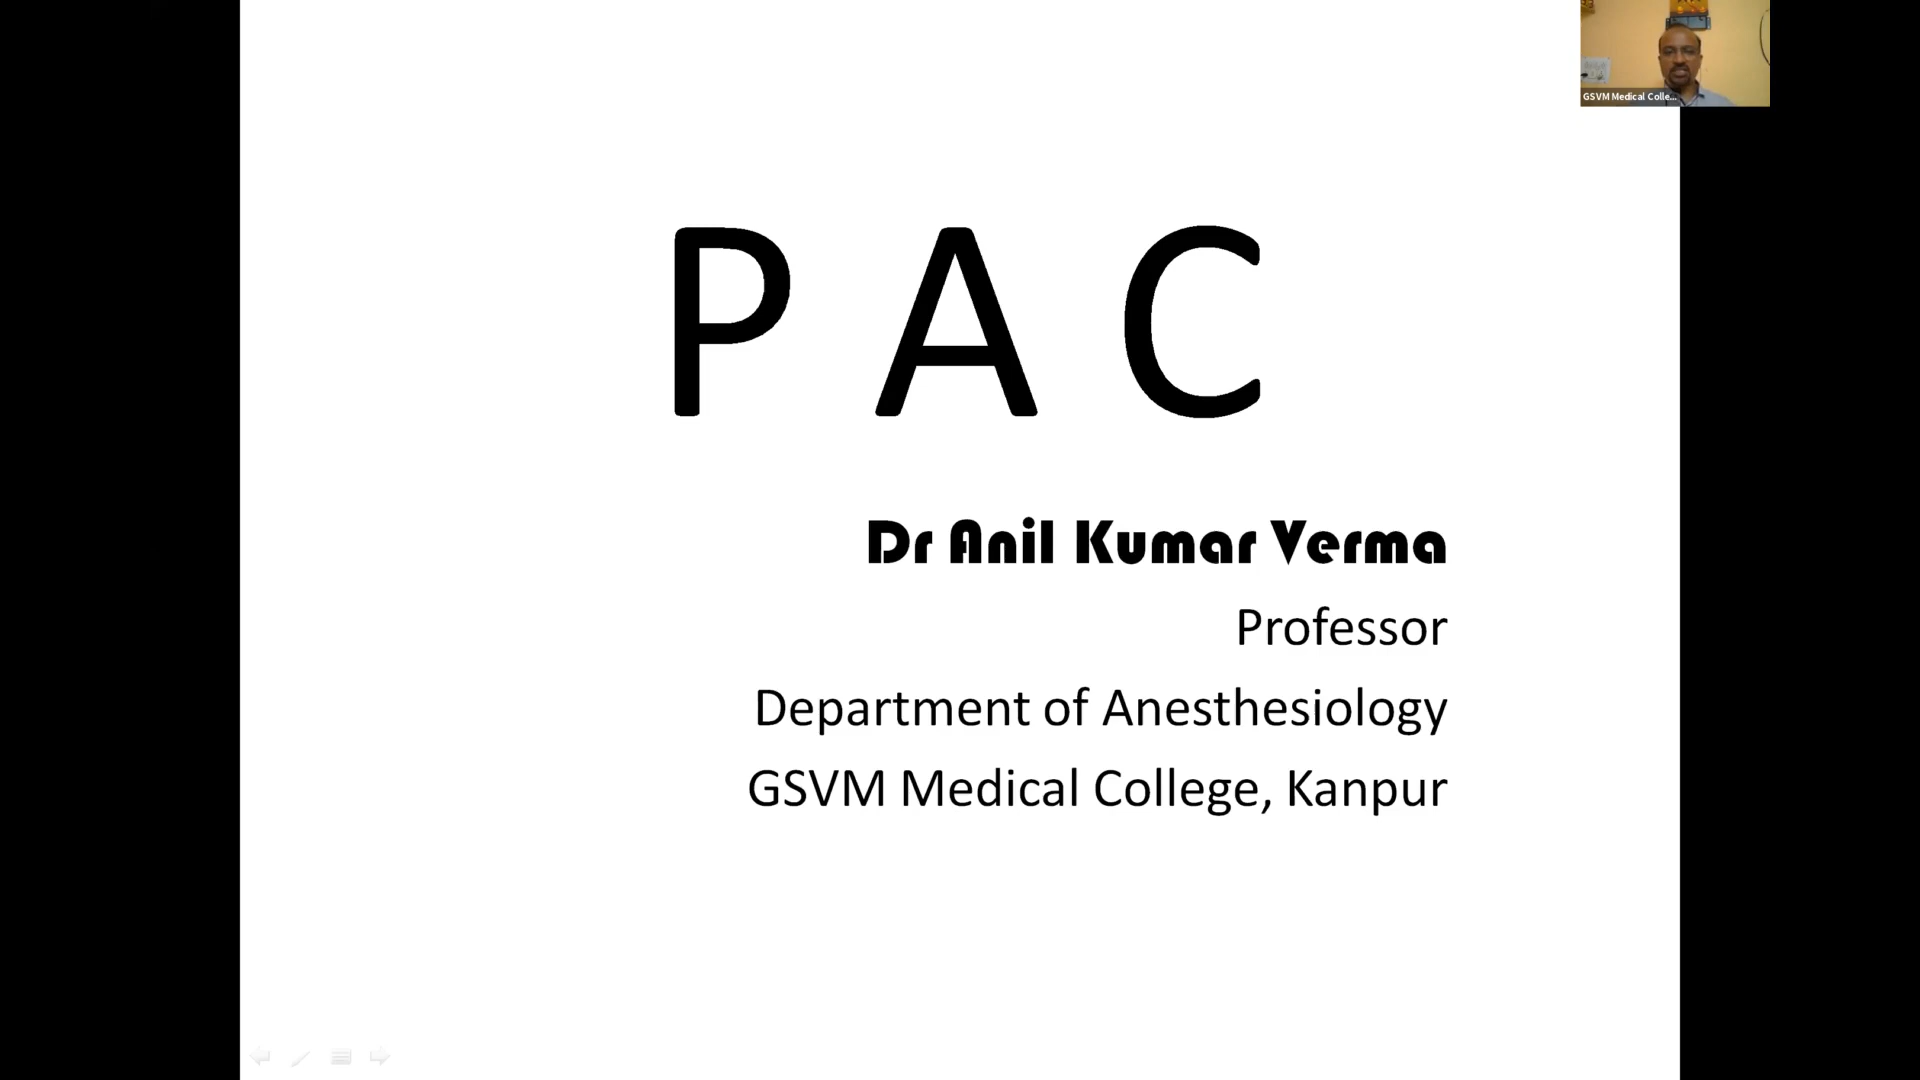 GSVM Medical Colle...
P A C
Dr Anil Kumar Verma
Professor
Department of Anesthesiology
GSVM Medical College, Kanpur